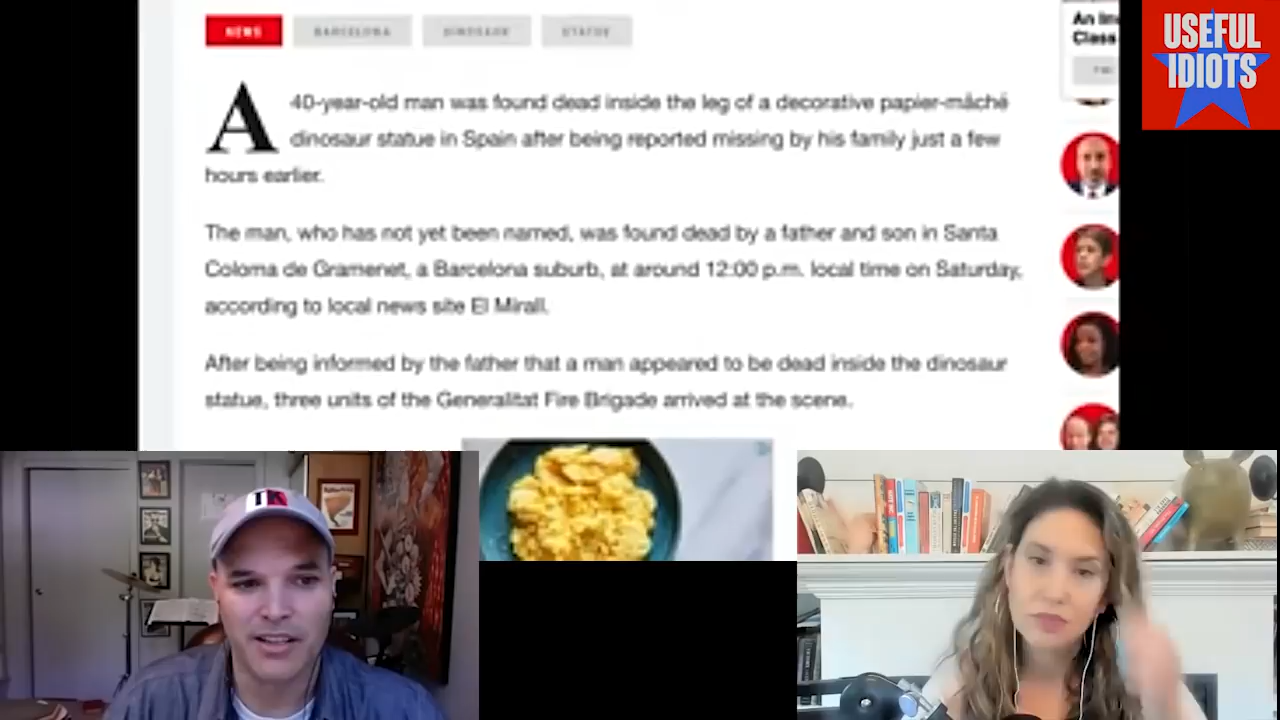 NEWS
BARCELONA
DINOSAUR
STATUE
A 40-year-old man was found dead inside the leg of a decorative papier-mâché
dinosaur statue in Spain after being reported missing by his family just a few
hours earlier.
The man, who has not yet been named, was found dead by a father and son in Santa
Coloma de Gramenet, a Barcelona suburb, at around 12:00 p.m. local time on Saturday,
according to local news site El Mirall.
After being informed by the father that a man appeared to be dead inside the dinosaur
statue, three units of the Generalitat Fire Brigade arrived at the scene.
An
Class
USEFUL
IDIOTS
TK